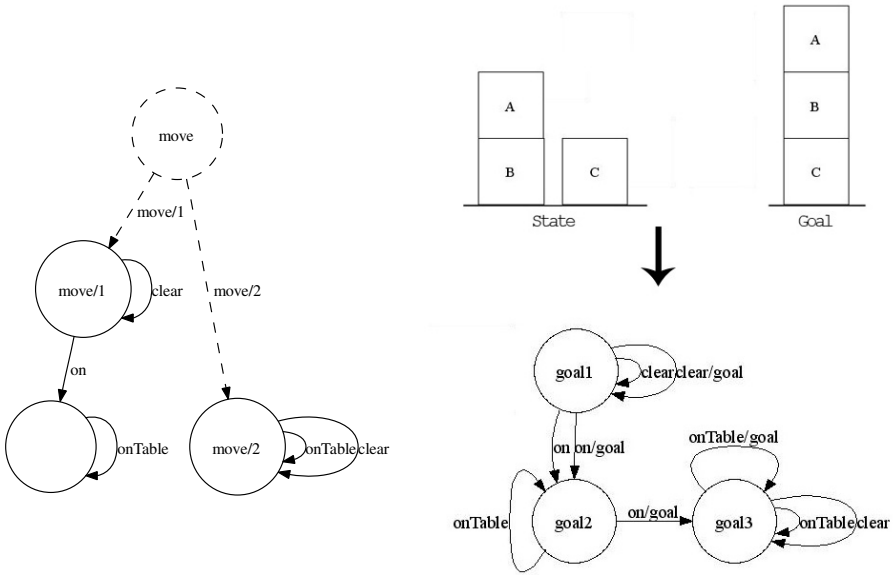 move
move/1
move/2
move/1
clear
on
onTable
move/2
onTable
clear
A
B
C
State
A
B
C
Goal
goal1
clear
clear/goal
on
on/goal
onTable
goal2
on/goal
onTable/goal
goal3
onTable
clear